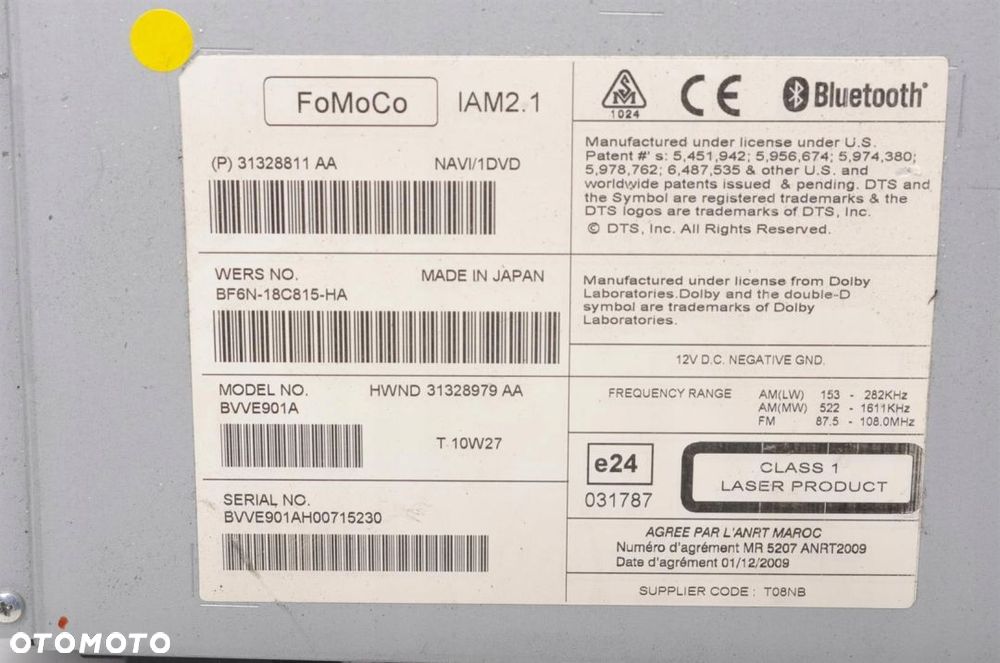 FoMoCo IAM2.1
(P) 31328811 AA NAVI/1DVD
WERS NO. MADE IN JAPAN
BF6N-18C815-HA
MODEL NO. HWND 31328979 AA
BVVE901A
T 10W27
SERIAL NO.
BVVE901AH00715230
SM
1024
CE
Bluetooth
Manufactured under license under U.S.
Patent #' s: 5,451,942; 5,956,674; 5,974,380;
5,978,762; 6,487,535 & other U.S. and
worldwide patents issued & pending. DTS and
the Symbol are registered trademarks & the
DTS logos are trademarks of DTS, Inc.
© DTS, Inc. All Rights Reserved.
Manufactured under license from Dolby
Laboratories.Dolby and the double-D
symbol are trademarks of Dolby
Laboratories.
12V D.C. NEGATIVE GND.
FREQUENCY RANGE AM(LW) 153 - 282KHz
AM(MW) 522 - 1611KHz
FM 87.5 - 108.0MHz
e24
031787
CLASS 1
LASER PRODUCT
AGREE PAR L'ANRT MAROC
Numéro d'agrément MR 5207 ANRT2009
Date d'agrément 01/12/2009
SUPPLIER CODE : T08NB
OTOMOTO